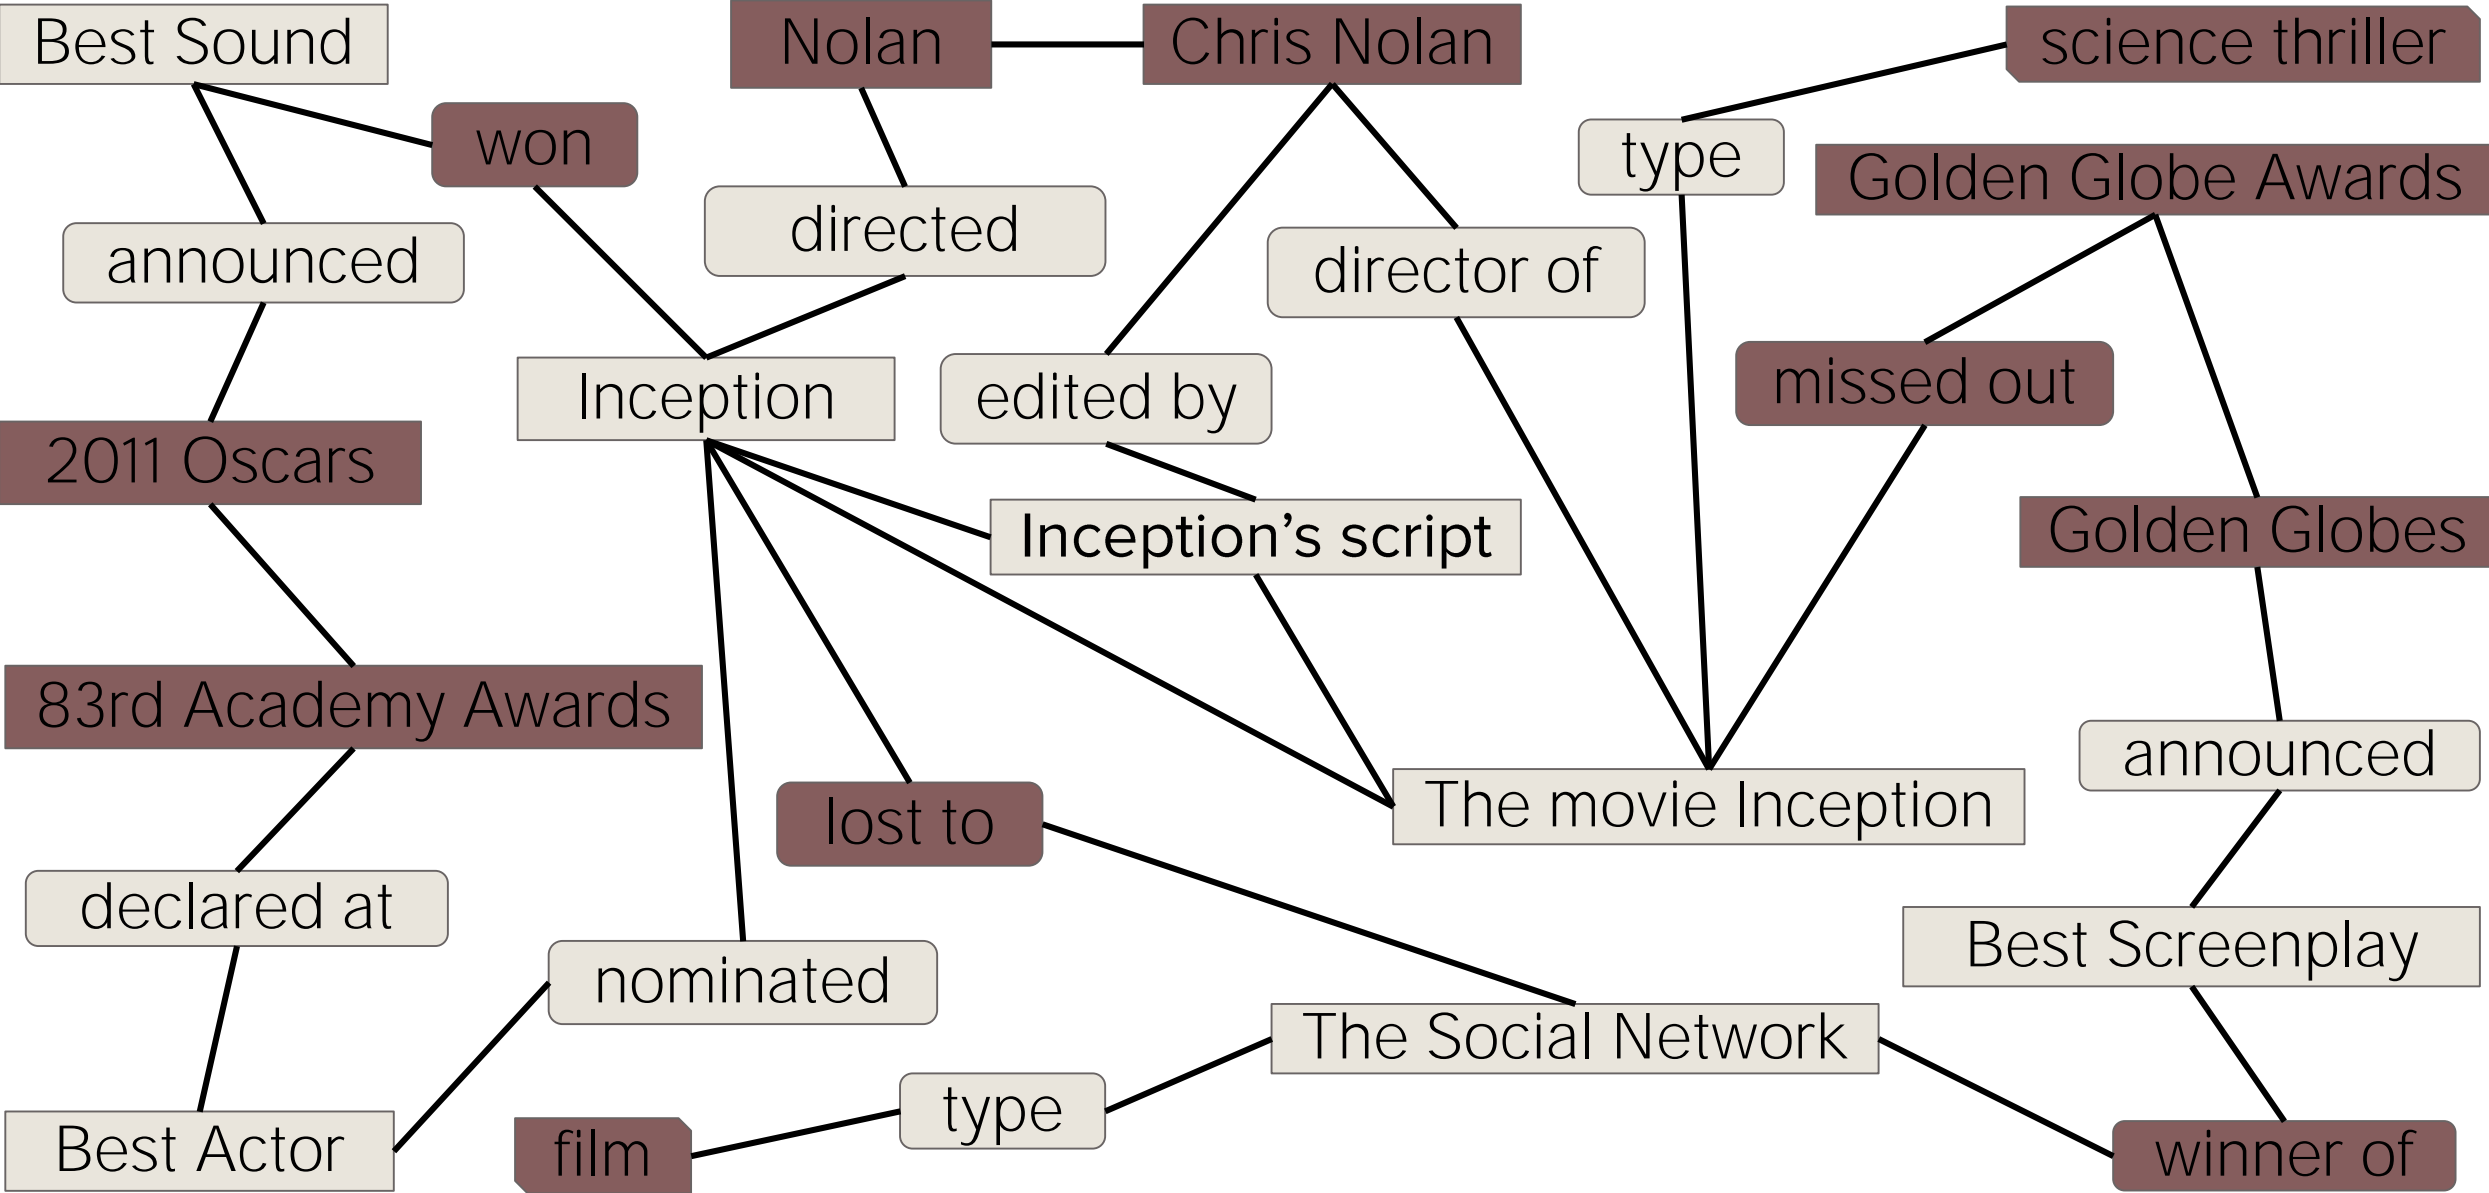 Best Sound
Nolan
Chris Nolan
science thriller
won
type
Golden Globe Awards
announced
directed
director of
Inception
edited by
missed out
2011 Oscars
Inception’s script
Golden Globes
83rd Academy Awards
announced
lost to
The movie Inception
declared at
Best Screenplay
nominated
The Social Network
type
Best Actor
film
winner of